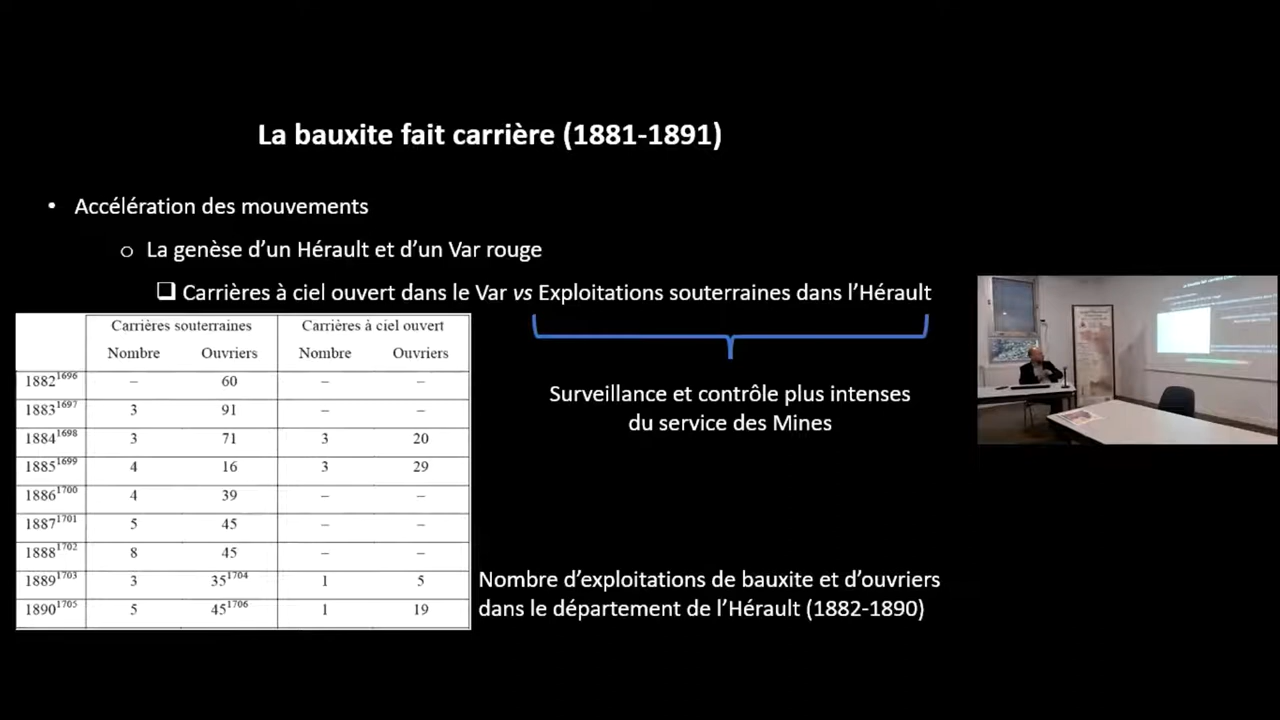 La bauxite fait carrière (1881-1891)
• Accélération des mouvements
o La genèse d’un Hérault et d’un Var rouge
❑ Carrières à ciel ouvert dans le Var vs Exploitations souterraines dans l’Hérault
Carrières souterraines Carrières à ciel ouvert
Nombre Ouvriers Nombre Ouvriers
1882¹⁶⁹⁶ – 60 – –
1883¹⁶⁹⁷ 3 91 – –
1884¹⁶⁹⁸ 3 71 3 20
1885¹⁶⁹⁹ 4 16 3 29
1886¹⁷⁰⁰ 4 39 – –
1887¹⁷⁰¹ 5 45 – –
1888¹⁷⁰² 8 45 – –
1889¹⁷⁰³ 3 35¹⁷⁰⁴ 1 5
1890¹⁷⁰⁵ 5 45¹⁷⁰⁶ 1 19
Surveillance et contrôle plus intenses
du service des Mines
Nombre d’exploitations de bauxite et d’ouvriers
dans le département de l’Hérault (1882-1890)